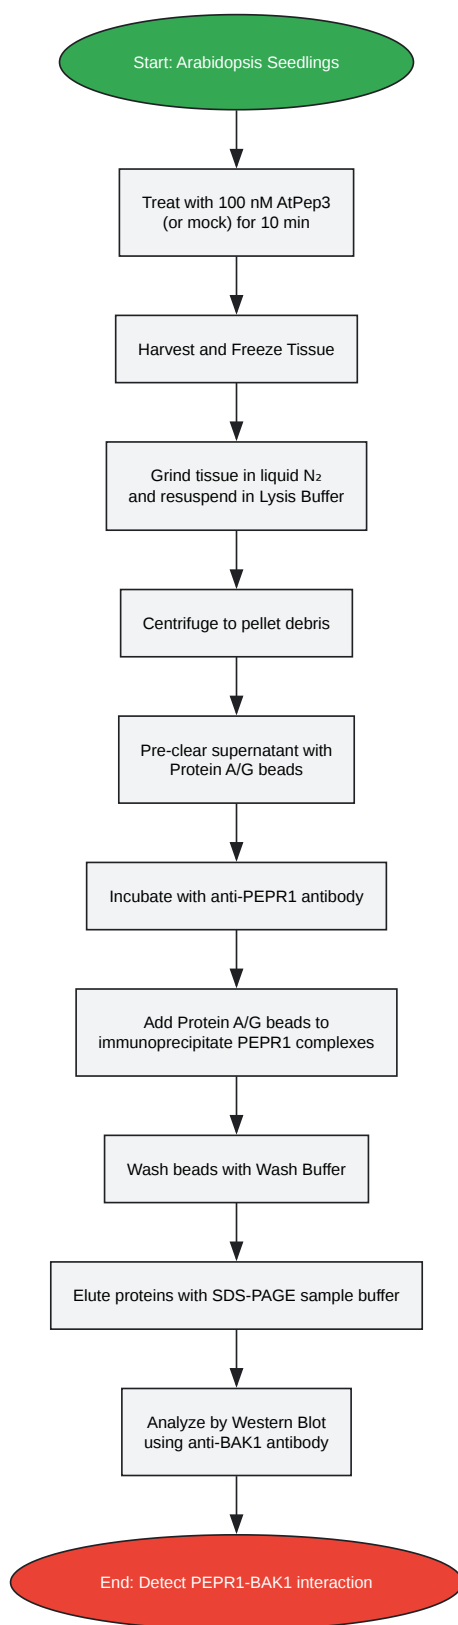 Start: Arabidopsis Seedlings
Treat with 100 nM AtPep3
(or mock) for 10 min
Harvest and Freeze Tissue
Grind tissue in liquid N₂
and resuspend in Lysis Buffer
Centrifuge to pellet debris
Pre-clear supernatant with
Protein A/G beads
Incubate with anti-PEPR1 antibody
Add Protein A/G beads to
immunoprecipitate PEPR1 complexes
Wash beads with Wash Buffer
Elute proteins with SDS-PAGE sample buffer
Analyze by Western Blot
using anti-BAK1 antibody
End: Detect PEPR1-BAK1 interaction